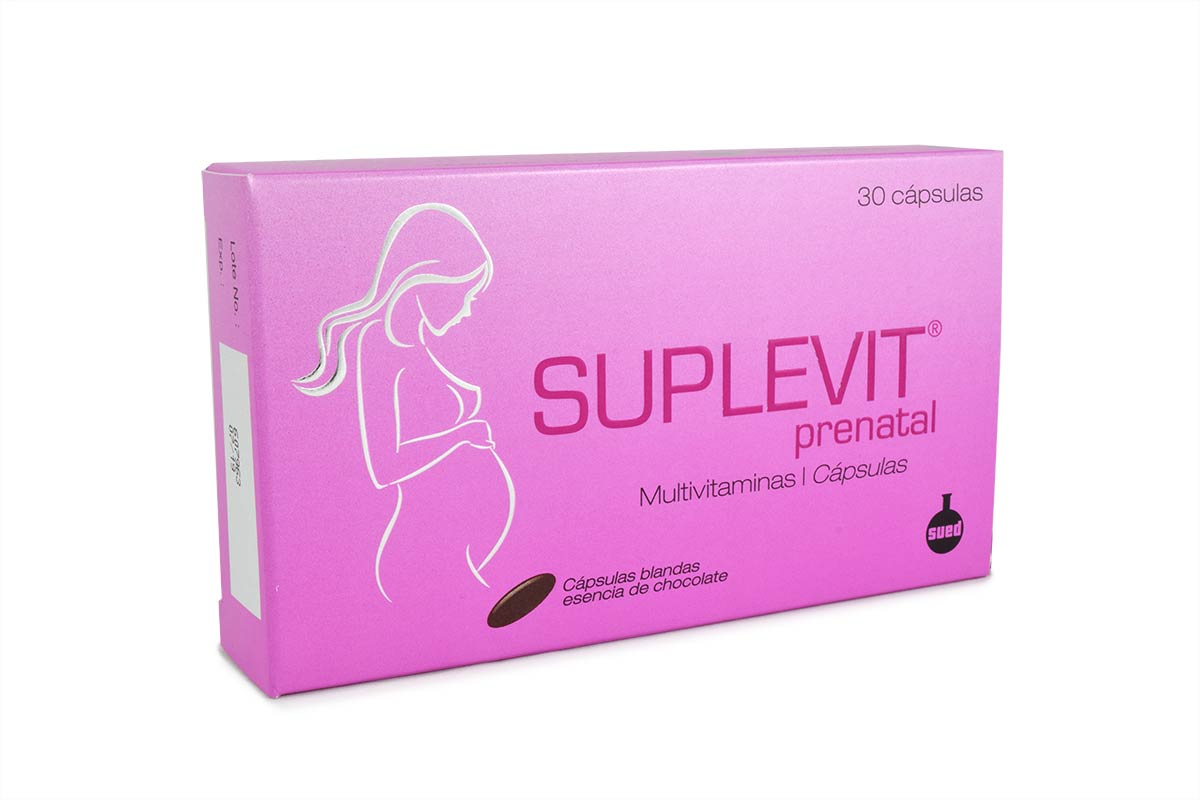 30 cápsulas
SUPLEVIT®
prenatal
Multivitaminas | Cápsulas
sued
Cápsulas blandas
esencia de chocolate
Lote No. :
Exp. :